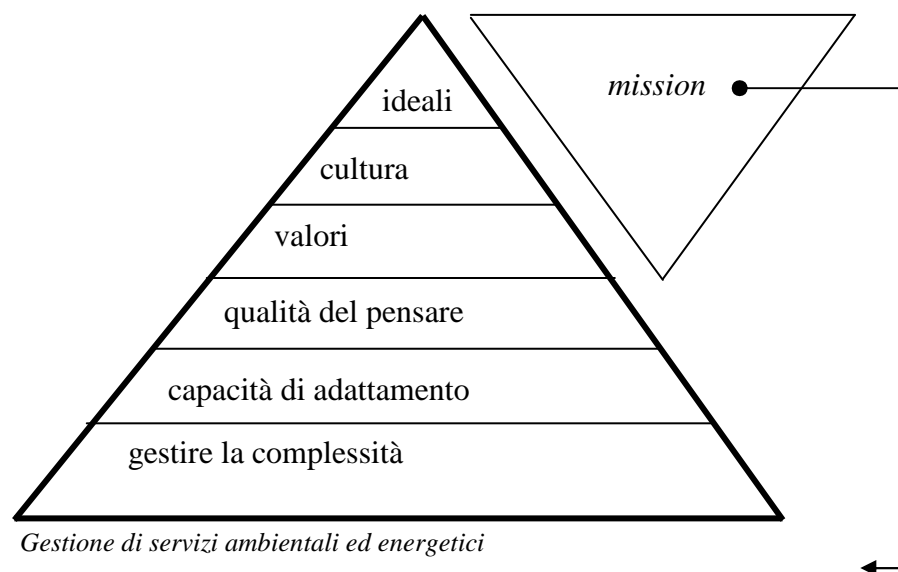 ideali
mission
cultura
valori
qualità del pensare
capacità di adattamento
gestire la complessità
Gestione di servizi ambientali ed energetici